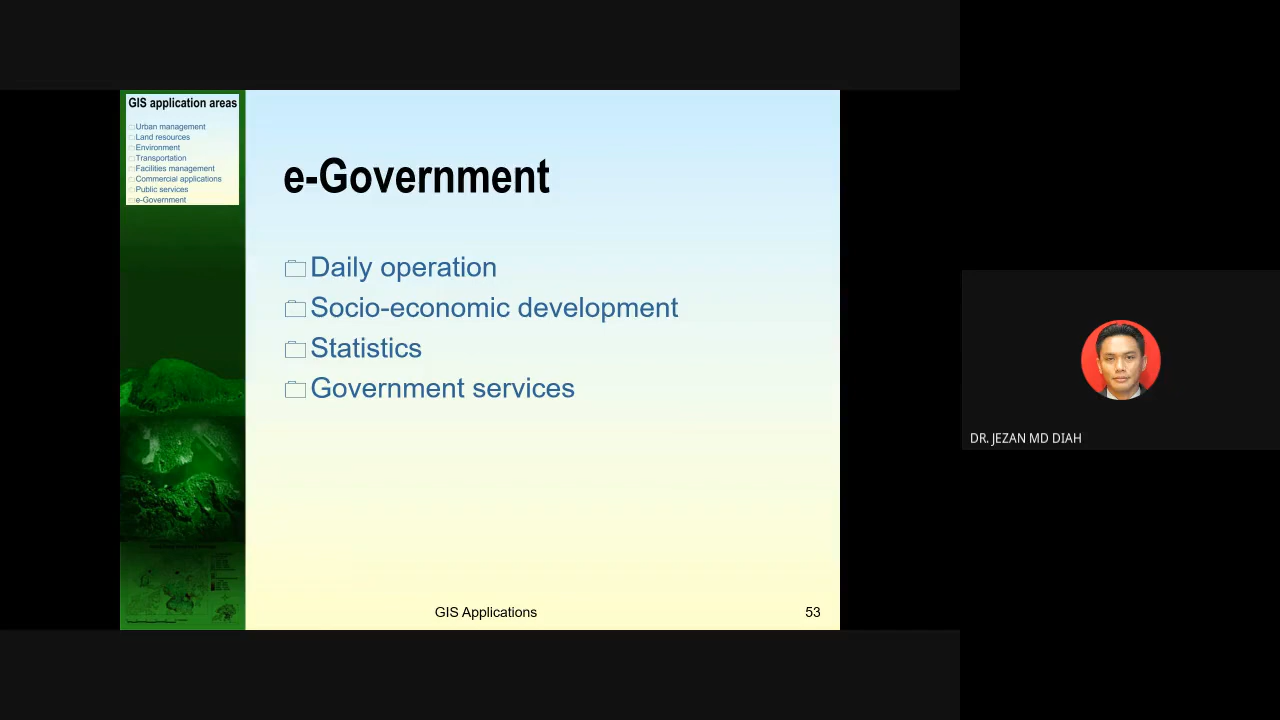 GIS application areas
Urban management
Land resources
Environment
Transportation
Facilities management
Commercial applications
Public services
e-Government
e-Government
Daily operation
Socio-economic development
Statistics
Government services
GIS Applications
53
DR. JEZAN MD DIAH